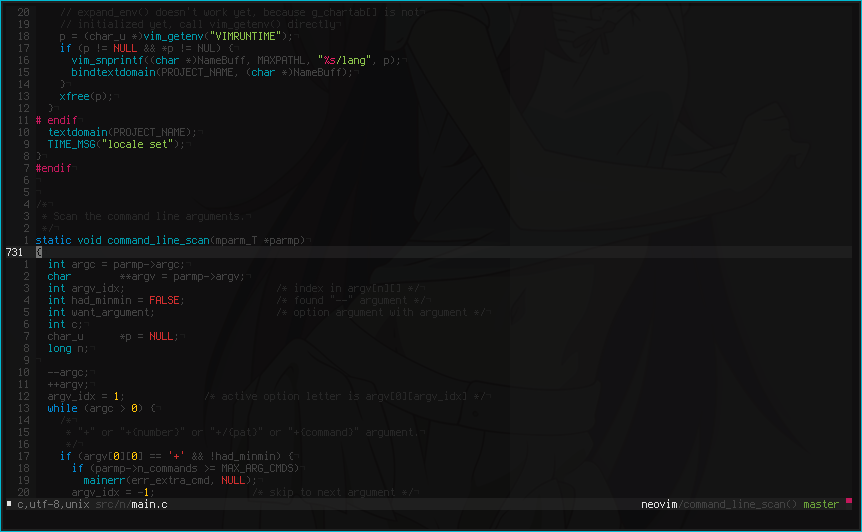 20     // expand_env() doesn't work yet, because g_chartab[] is not
19     // initialized yet, call vim_getenv() directly
18     p = (char_u *)vim_getenv("VIMRUNTIME");
17     if (p != NULL && *p != NUL) {
16       vim_snprintf((char *)NameBuff, MAXPATHL, "%s/lang", p);
15       bindtextdomain(PROJECT_NAME, (char *)NameBuff);
14     }
13     xfree(p);
12   }
11 # endif
10   textdomain(PROJECT_NAME);
9   TIME_MSG("locale set");
8 }
7 #endif
6
5
4 /*
3  * Scan the command line arguments.
2  */
1 static void command_line_scan(mparm_T *parmp)
731 {
1   int argc = parmp->argc;
2   char        **argv = parmp->argv;
3   int argv_idx;                         /* index in argv[n][] */
4   int had_minmin = FALSE;               /* found "--" argument */
5   int want_argument;                    /* option argument with argument */
6   int c;
7   char_u      *p = NULL;
8   long n;
9
10   --argc;
11   ++argv;
12   argv_idx = 1;             /* active option letter is argv[0][argv_idx] */
13   while (argc > 0) {
14     /*
15      * "+" or "+{number}" or "+/{pat}" or "+{command}" argument.
16      */
17     if (argv[0][0] == '+' && !had_minmin) {
18       if (parmp->n_commands >= MAX_ARG_CMDS)
19         mainerr(err_extra_cmd, NULL);
20       argv_idx = -1;                /* skip to next argument */
c,utf-8,unix src/n/main.c neovim/command_line_scan() master